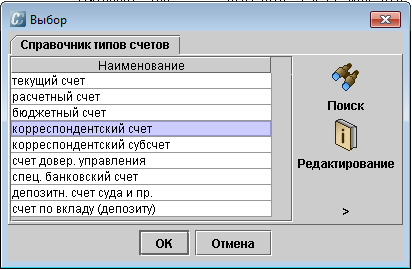 Выбор
Справочник типов счетов
Наименование
текущий счет
расчетный счет
бюджетный счет
корреспондентский счет
корреспондентский субсчет
счет довер. управления
спец. банковский счет
депозитн. счет суда и пр.
счет по вкладу (депозиту)
Поиск
Редактирование
>
ОК
Отмена